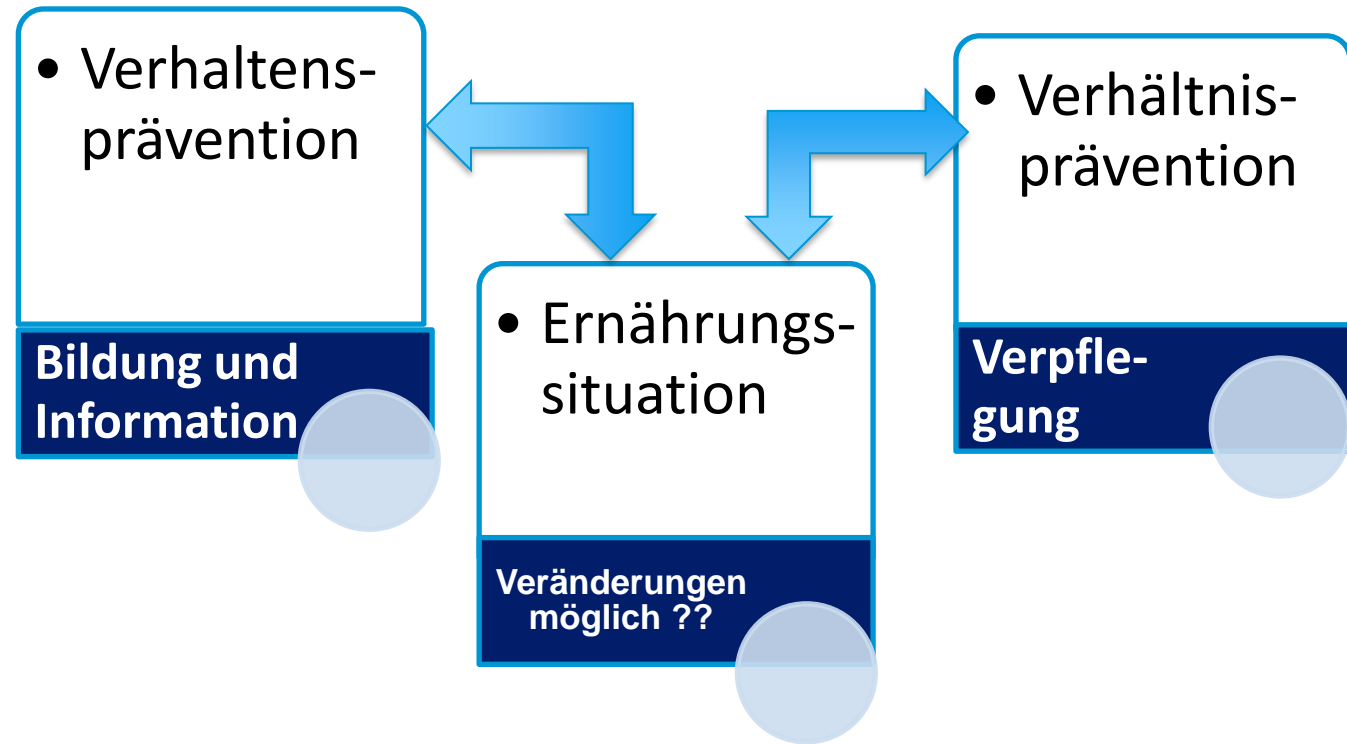 • Verhaltens-
prävention
Bildung und
Information
• Ernährungs-
situation
Veränderungen
möglich ??
• Verhältnis-
prävention
Verpfle-
gung